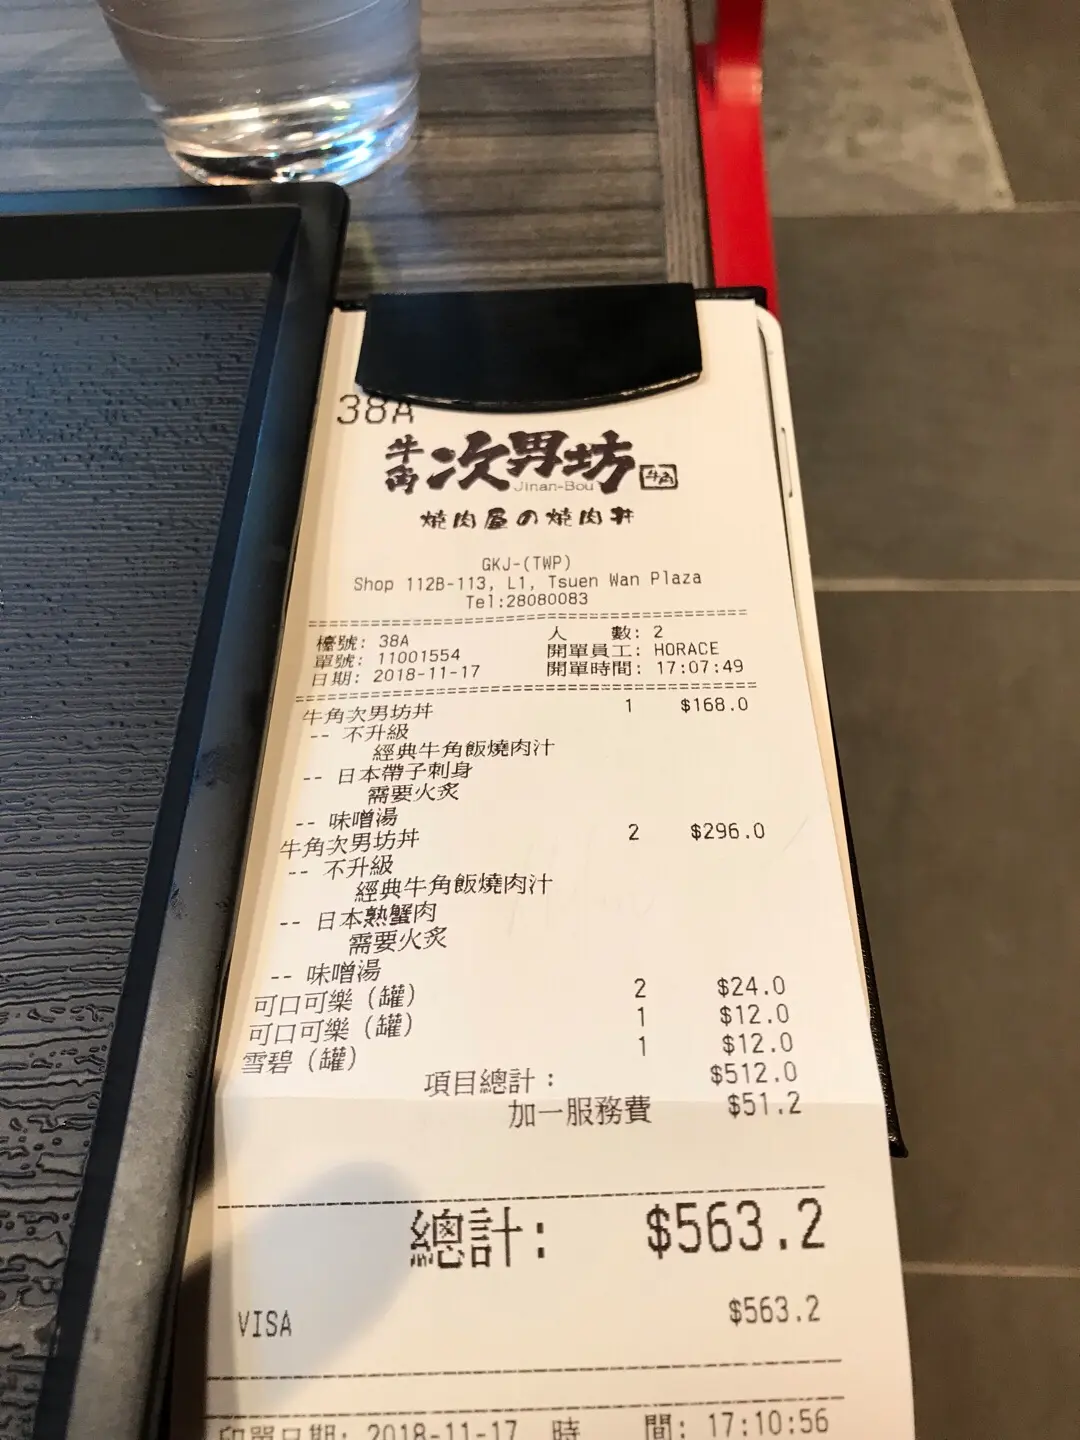 38A
牛角 次男坊 牛角
Jinan-Bou
燒肉屋の燒肉丼
GKJ-(TWP)
Shop 112B-113, L1, Tsuen Wan Plaza
Tel:28080083
檯號: 38A 人 數: 2
單號: 11001554 開單員工: HORACE
日期: 2018-11-17 開單時間: 17:07:49
牛角次男坊丼 1 $168.0
-- 不升級
經典牛角飯燒肉汁
-- 日本帶子刺身
需要火炙
-- 味噌湯
牛角次男坊丼 2 $296.0
-- 不升級
經典牛角飯燒肉汁
-- 日本熟蟹肉
需要火炙
-- 味噌湯
可口可樂（罐） 2 $24.0
可口可樂（罐） 1 $12.0
雪碧（罐） 1 $12.0
項目總計： $512.0
加一服務費 $51.2
總計: $563.2
VISA $563.2
印單日期: 2018-11-17 時 間: 17:10:56